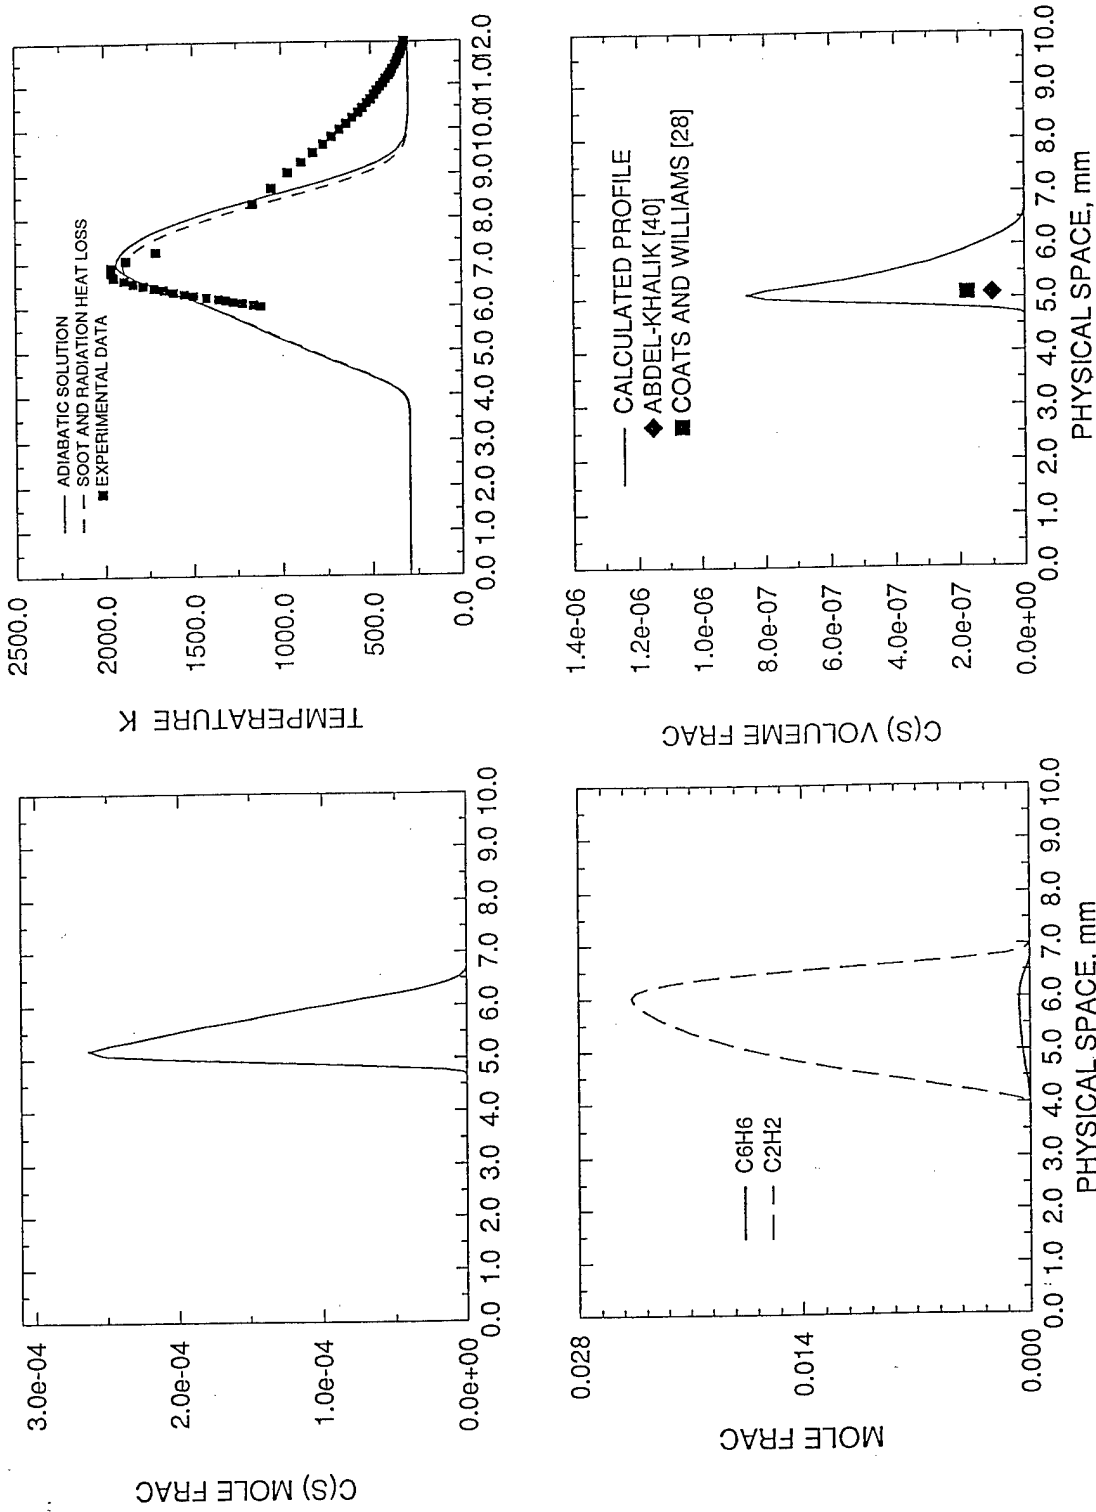 C(S) MOLE FRAC
3.0e-04
2.0e-04
1.0e-04
0.0e+00
0.0 1.0 2.0 3.0 4.0 5.0 6.0 7.0 8.0 9.0 10.0
TEMPERATURE K
2500.0
2000.0
1500.0
1000.0
500.0
0.0
ADIABATIC SOLUTION
SOOT AND RADIATION HEAT LOSS
EXPERIMENTAL DATA
0.0 1.0 2.0 3.0 4.0 5.0 6.0 7.0 8.0 9.0 10.0 11.0 12.0
MOLE FRAC
0.028
0.014
0.000
C6H6
C2H2
0.0 1.0 2.0 3.0 4.0 5.0 6.0 7.0 8.0 9.0 10.0
PHYSICAL SPACE, mm
C(S) VOLUEME FRAC
1.4e-06
1.2e-06
1.0e-06
8.0e-07
6.0e-07
4.0e-07
2.0e-07
0.0e+00
CALCULATED PROFILE
ABDEL-KHALIK [40]
COATS AND WILLIAMS [28]
0.0 1.0 2.0 3.0 4.0 5.0 6.0 7.0 8.0 9.0 10.0
PHYSICAL SPACE, mm